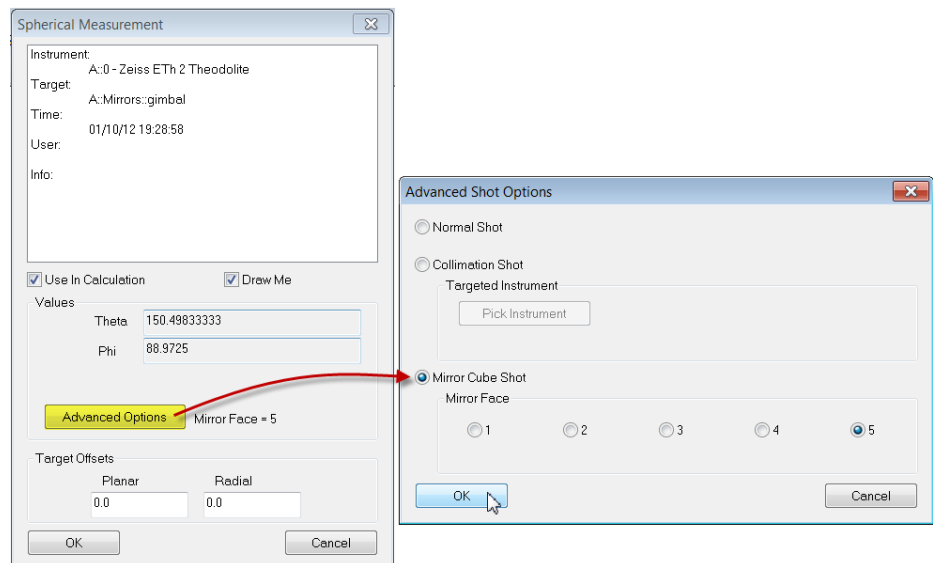 Spherical Measurement
Instrument:
A::0 - Zeiss ETh 2 Theodolite
Target:
A::Mirrors::gimbal
Time:
01/10/12 19:28:58
User:
Info:
Use In Calculation
Draw Me
Values
Theta 150.49833333
Phi 88.9725
Advanced Options Mirror Face = 5
Target Offsets
Planar Radial
0.0 0.0
OK Cancel
Advanced Shot Options
Normal Shot
Collimation Shot
Targeted Instrument
Pick Instrument
Mirror Cube Shot
Mirror Face
1 2 3 4 5
OK Cancel